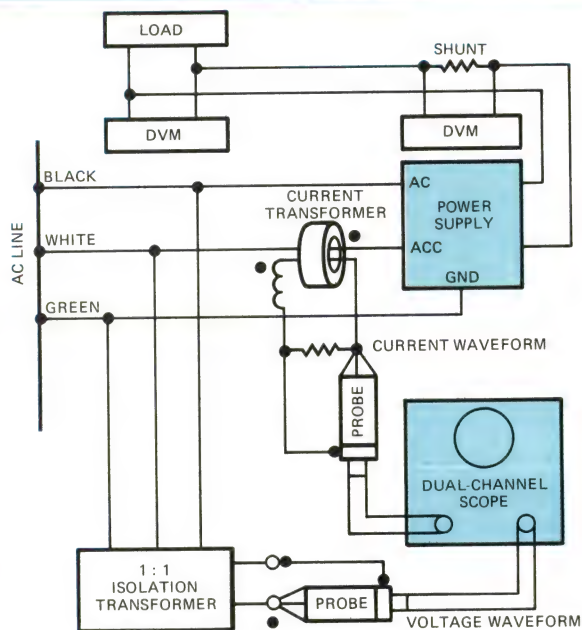 LOAD
SHUNT
DVM
DVM
BLACK
CURRENT
TRANSFORMER
AC
POWER
SUPPLY
WHITE
ACC
AC LINE
GND
GREEN
CURRENT WAVEFORM
PROBE
DUAL-CHANNEL
SCOPE
1 : 1
ISOLATION
TRANSFORMER
PROBE
VOLTAGE WAVEFORM